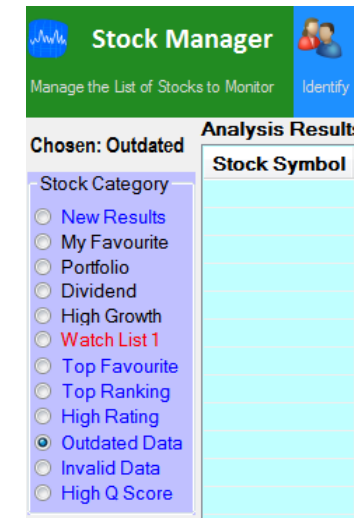 Stock Manager
Manage the List of Stocks to Monitor
Identify
Chosen: Outdated
Analysis Results
Stock Symbol
Stock Category
New Results
My Favourite
Portfolio
Dividend
High Growth
Watch List 1
Top Favourite
Top Ranking
High Rating
Outdated Data
Invalid Data
High Q Score